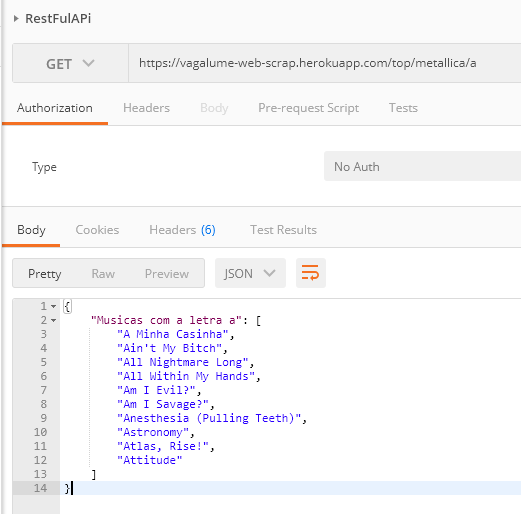 RestFulAPi
GET https://vagalume-web-scrap.herokuapp.com/top/metallica/a
Authorization Headers Body Pre-request Script Tests
Type No Auth
Body Cookies Headers (6) Test Results
Pretty Raw Preview JSON
1 {
2 "Musicas com a letra a": [
3 "A Minha Casinha",
4 "Ain't My Bitch",
5 "All Nightmare Long",
6 "All Within My Hands",
7 "Am I Evil?",
8 "Am I Savage?",
9 "Anesthesia (Pulling Teeth)",
10 "Astronomy",
11 "Atlas, Rise!",
12 "Attitude"
13 ]
14 }